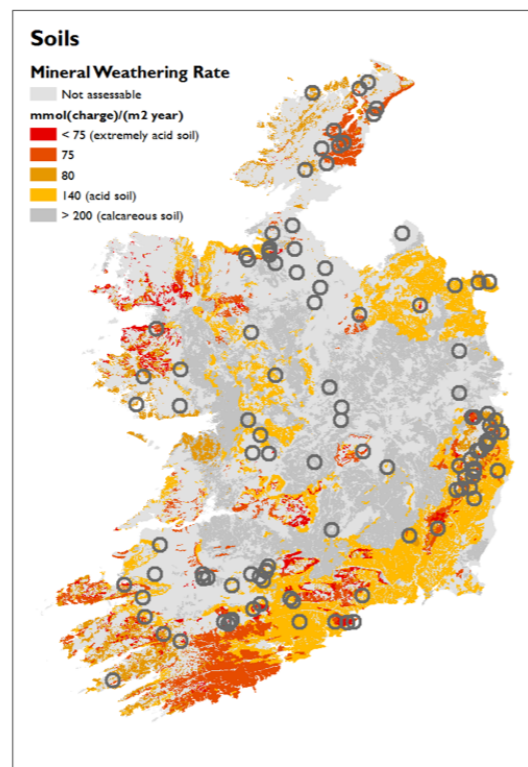 Soils
Mineral Weathering Rate
Not assessable
mmol(charge)/(m2 year)
< 75 (extremely acid soil)
75
80
140 (acid soil)
> 200 (calcareous soil)